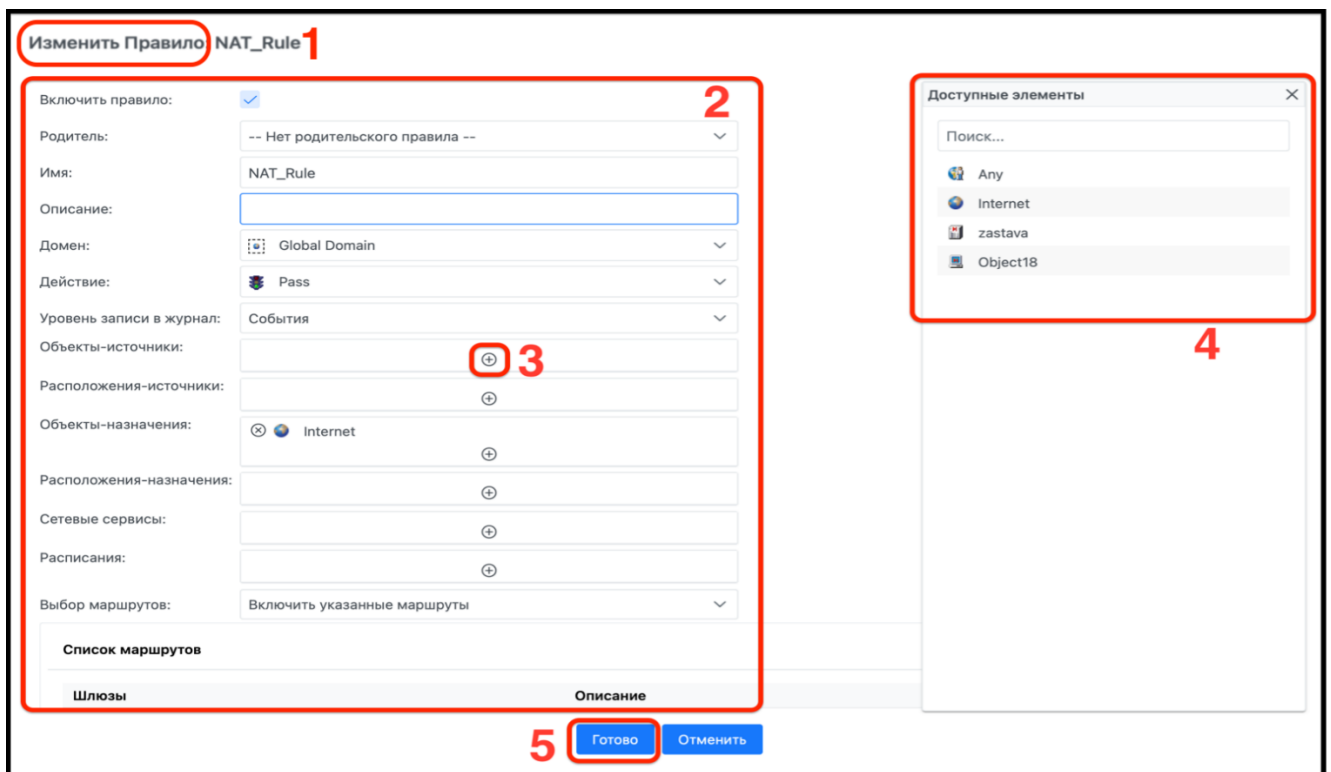 Изменить Правило: NAT_Rule 1
Включить правило:
2
Родитель: -- Нет родительского правила --
Имя: NAT_Rule
Описание:
Домен: Global Domain
Действие: Pass
Уровень записи в журнал: События
Объекты-источники:
3
Расположения-источники:
Объекты-назначения: Internet
Расположения-назначения:
Сетевые сервисы:
Расписания:
Выбор маршрутов: Включить указанные маршруты
Список маршрутов
Шлюзы Описание
Доступные элементы
Поиск...
Any
Internet
zastava
Object18
4
5 Готово Отменить